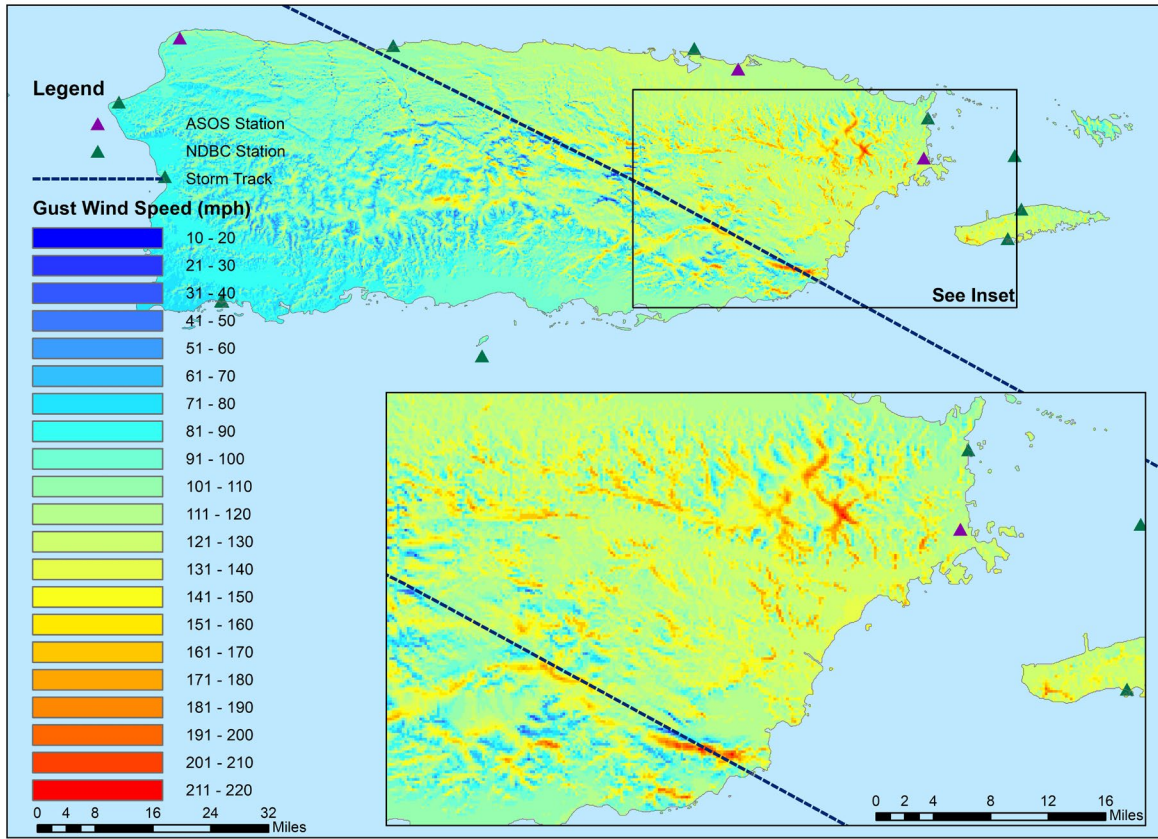 Legend
ASOS Station
NDBC Station
Storm Track
Gust Wind Speed (mph)
10 - 20
21 - 30
31 - 40
41 - 50
51 - 60
61 - 70
71 - 80
81 - 90
91 - 100
101 - 110
111 - 120
121 - 130
131 - 140
141 - 150
151 - 160
161 - 170
171 - 180
181 - 190
191 - 200
201 - 210
211 - 220
0 4 8 16 24 32
Miles
See Inset
0 2 4 8 12 16
Miles